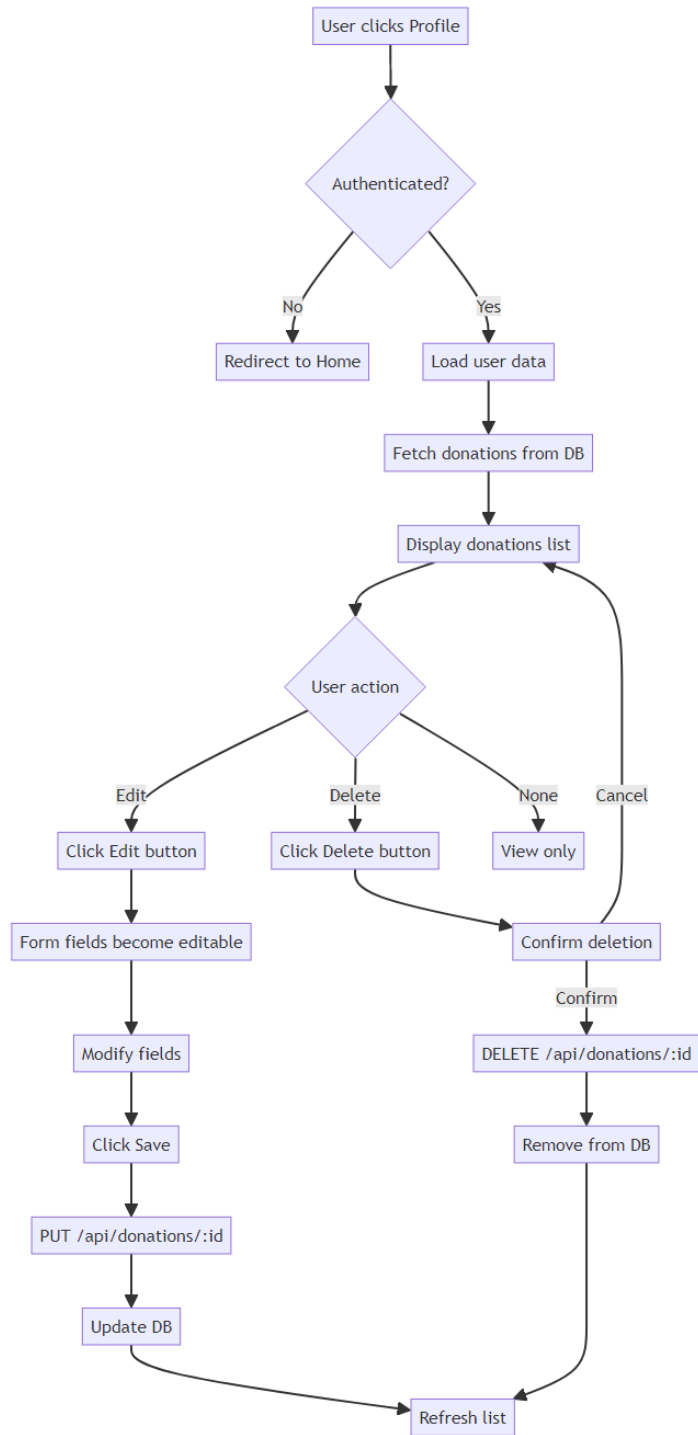 User clicks Profile
Authenticated?
No
Yes
Redirect to Home
Load user data
Fetch donations from DB
Display donations list
User action
Edit
Delete
None
Cancel
Click Edit button
Click Delete button
View only
Form fields become editable
Confirm deletion
Confirm
Modify fields
DELETE /api/donations/:id
Click Save
Remove from DB
PUT /api/donations/:id
Update DB
Refresh list